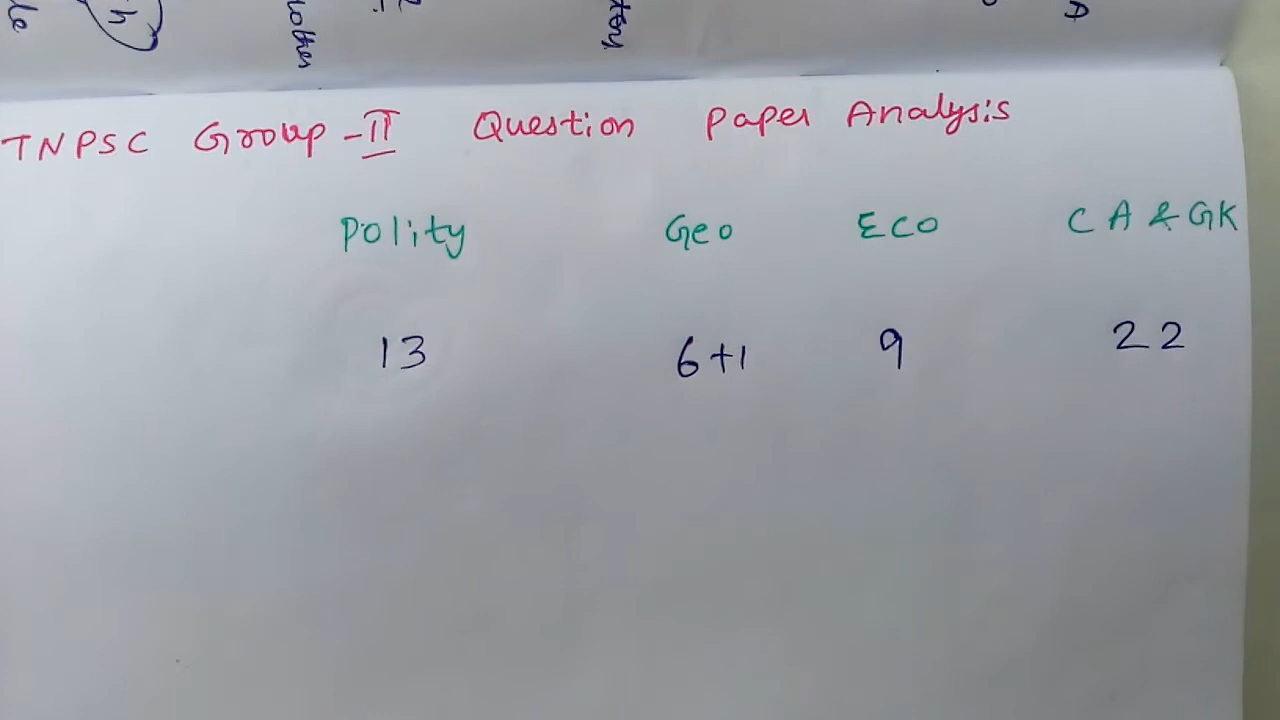 TNPSC Group - II Question Paper Analysis
Polity Geo ECO CA & GK
13 6+1 9 22